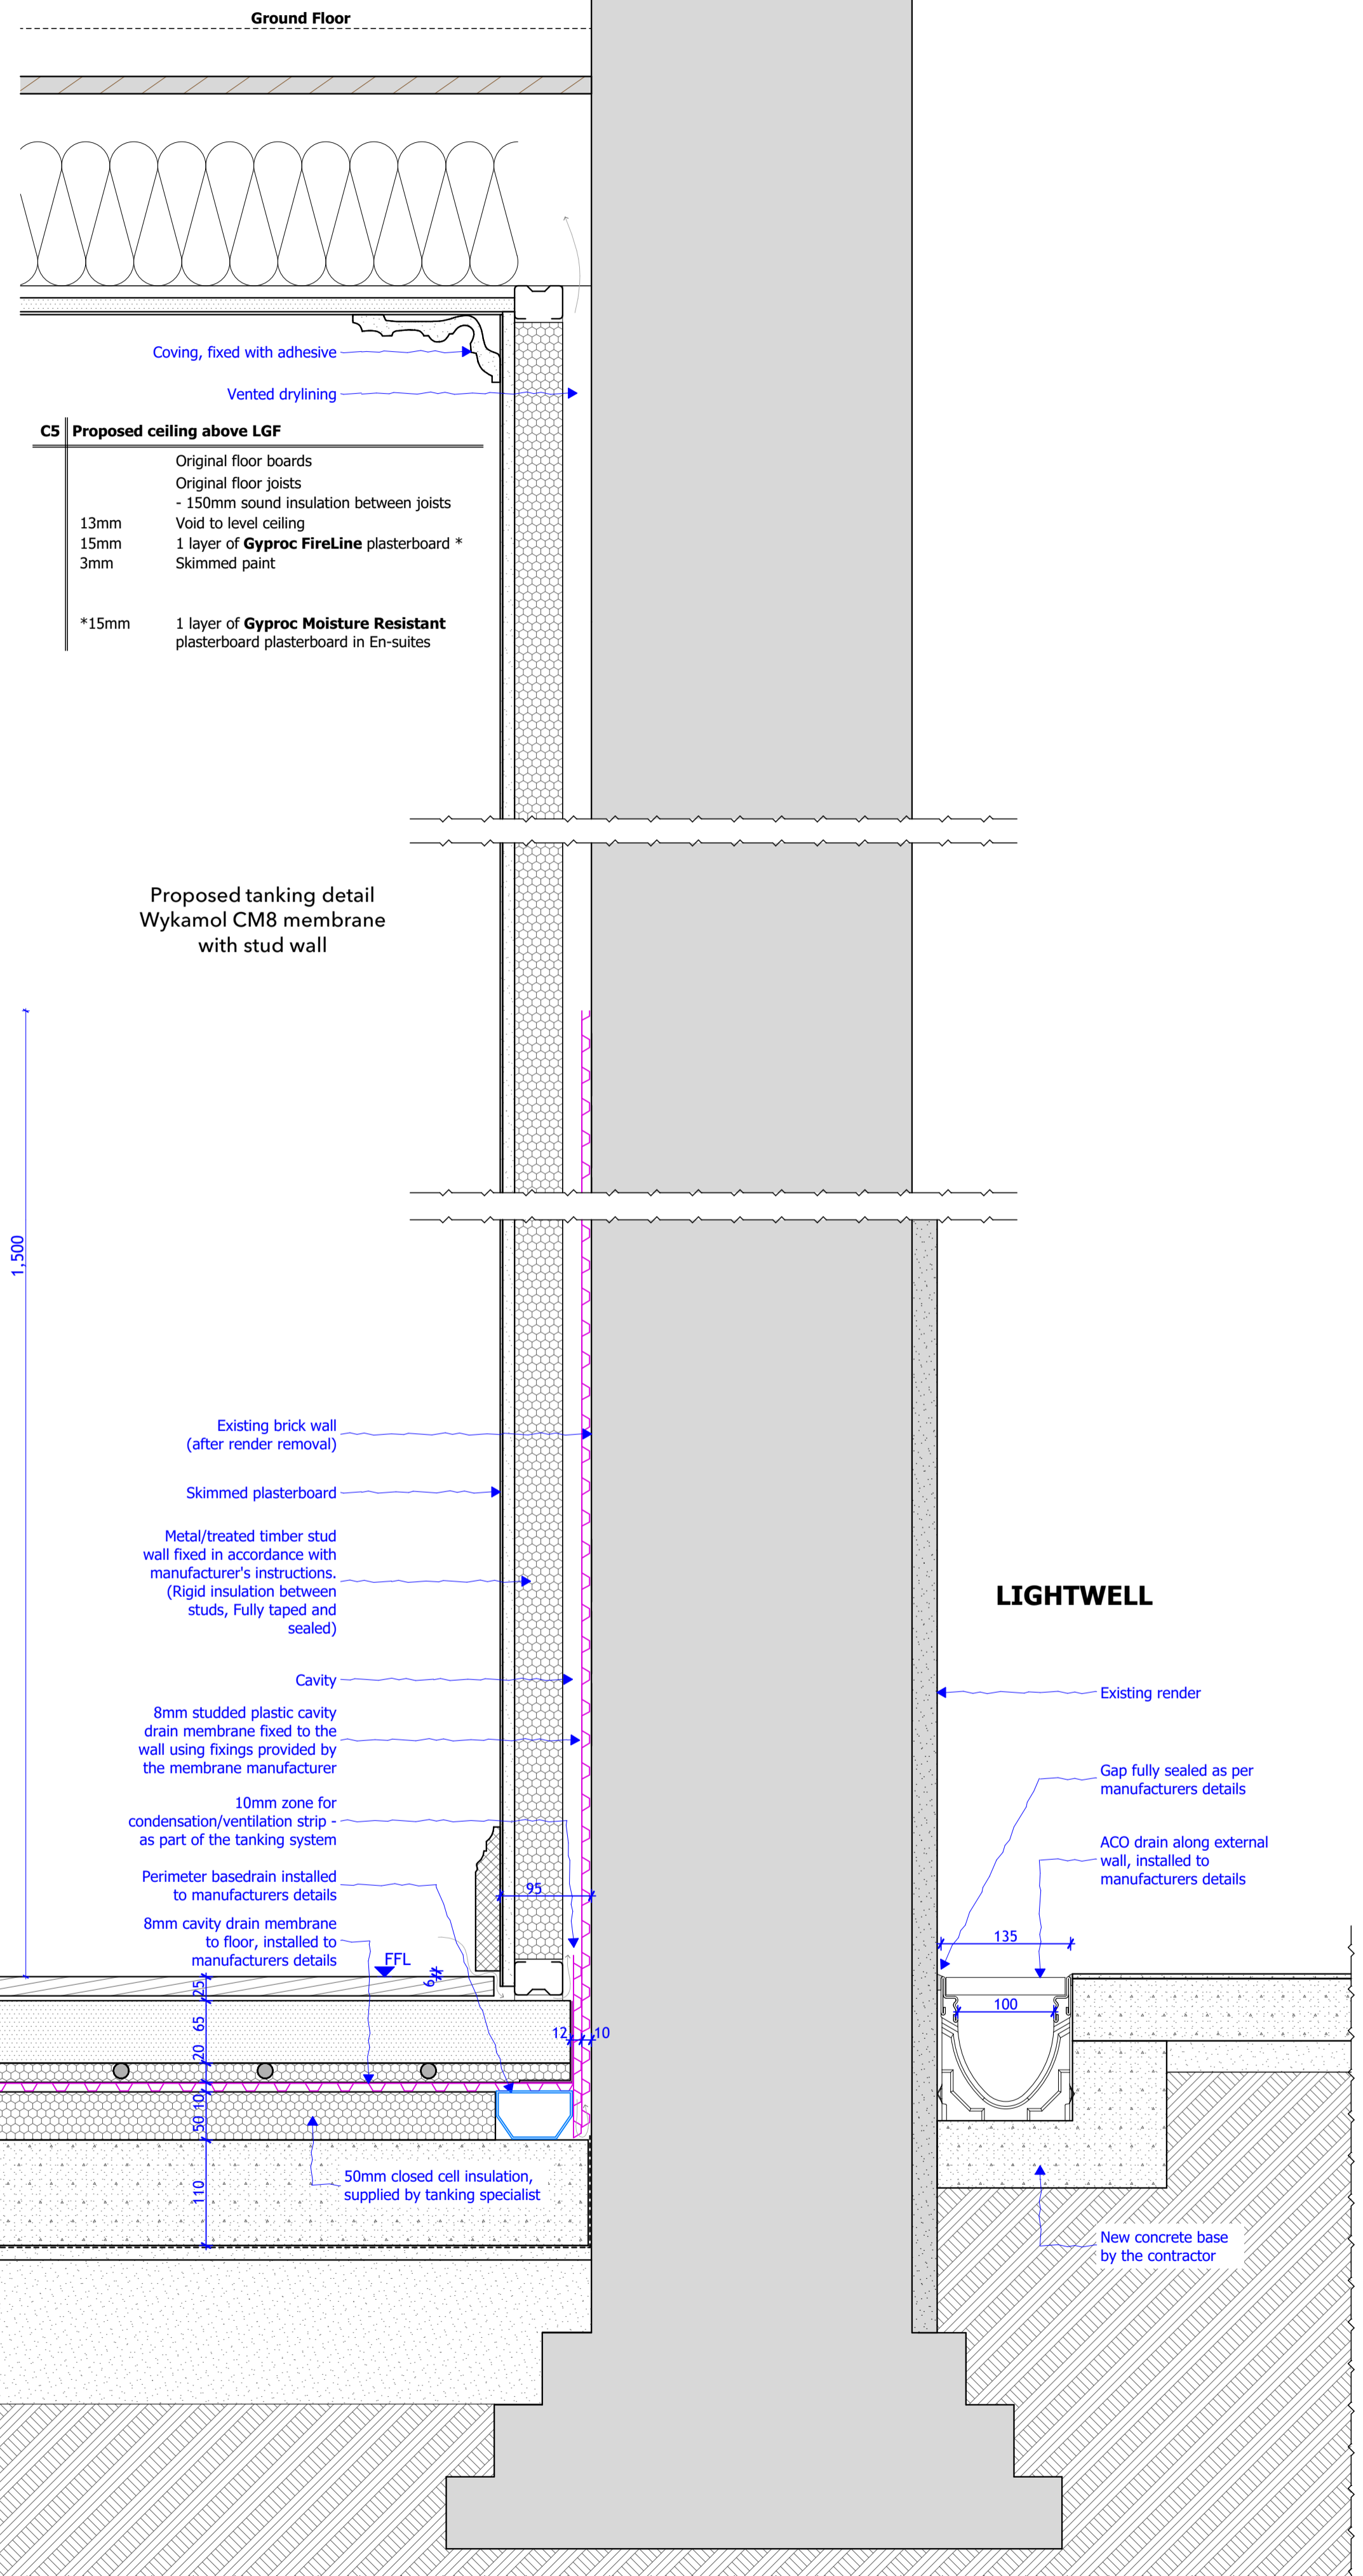 Ground Floor
Coving, fixed with adhesive
Vented drylining
C5 Proposed ceiling above LGF
Original floor boards
Original floor joists
- 150mm sound insulation between joists
13mm Void to level ceiling
15mm 1 layer of Gyproc FireLine plasterboard *
3mm Skimmed paint
*15mm 1 layer of Gyproc Moisture Resistant
plasterboard plasterboard in En-suites
Proposed tanking detail
Wykamol CM8 membrane
with stud wall
1,500
Existing brick wall
(after render removal)
Skimmed plasterboard
Metal/treated timber stud
wall fixed in accordance with
manufacturer's instructions.
(Rigid insulation between
studs, Fully taped and
sealed)
Cavity
8mm studded plastic cavity
drain membrane fixed to the
wall using fixings provided by
the membrane manufacturer
10mm zone for
condensation/ventilation strip -
as part of the tanking system
Perimeter basedrain installed
to manufacturers details
8mm cavity drain membrane
to floor, installed to
manufacturers details
95
FFL
6
25
65
20
10
50
110
12
10
50mm closed cell insulation,
supplied by tanking specialist
LIGHTWELL
Existing render
Gap fully sealed as per
manufacturers details
ACO drain along external
wall, installed to
manufacturers details
135
100
New concrete base
by the contractor